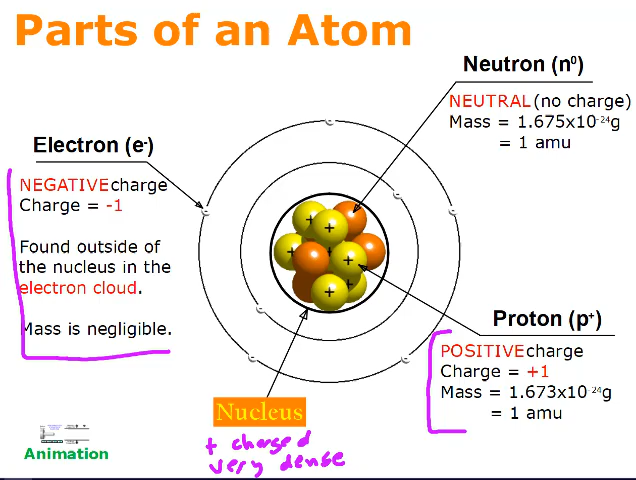 Parts of an Atom
Neutron (n⁰)
NEUTRAL (no charge)
Mass = 1.675x10⁻²⁴g
= 1 amu
Electron (e⁻)
NEGATIVE charge
Charge = -1
Found outside of
the nucleus in the
electron cloud.
Mass is negligible.
Proton (p⁺)
POSITIVE charge
Charge = +1
Mass = 1.673x10⁻²⁴g
= 1 amu
Nucleus
+ charged
very dense
Animation